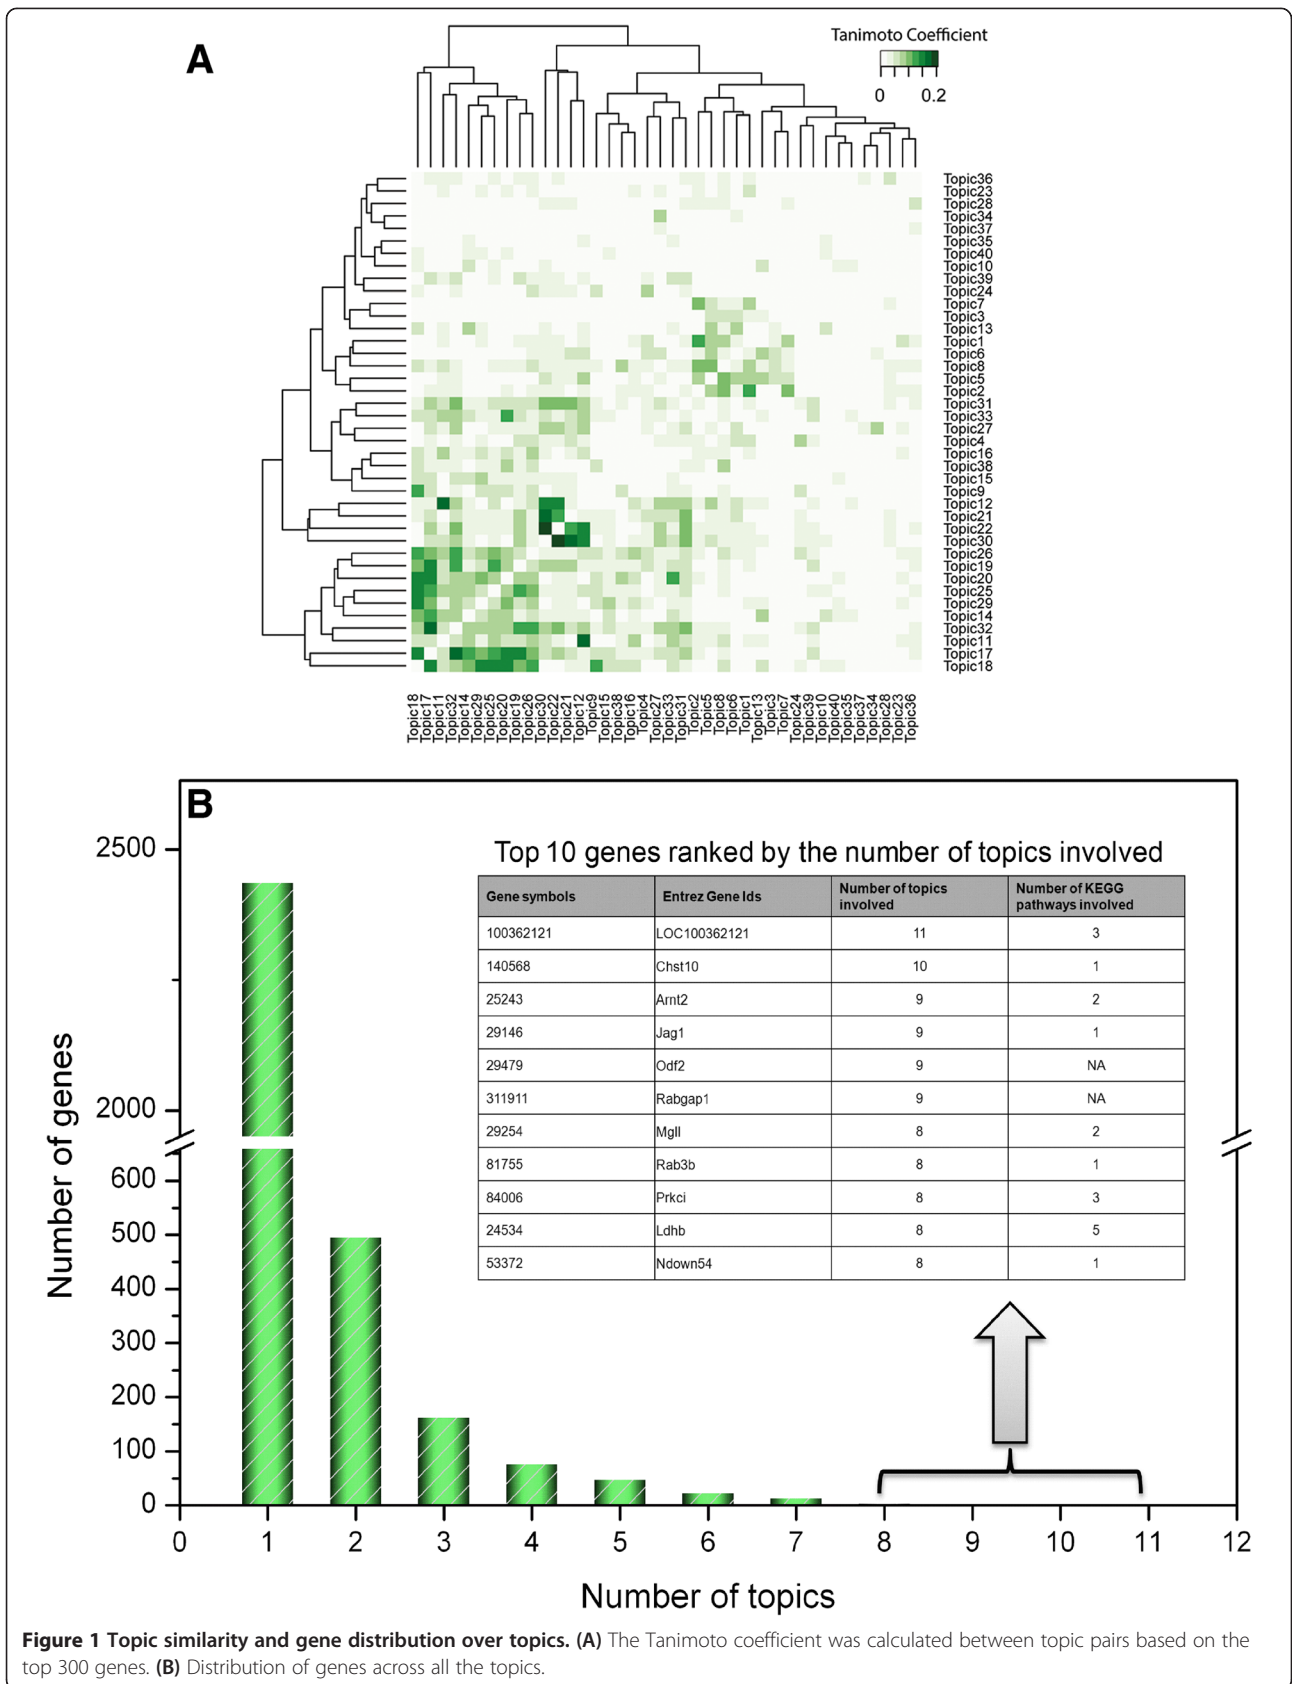 A
Tanimoto Coefficient
0 0.2
Topic36
Topic23
Topic28
Topic34
Topic37
Topic35
Topic40
Topic10
Topic39
Topic24
Topic7
Topic3
Topic13
Topic1
Topic6
Topic8
Topic5
Topic2
Topic31
Topic33
Topic27
Topic4
Topic16
Topic38
Topic15
Topic9
Topic12
Topic21
Topic22
Topic30
Topic26
Topic19
Topic20
Topic25
Topic29
Topic14
Topic32
Topic11
Topic17
Topic18
Topic18
Topic17
Topic11
Topic32
Topic14
Topic29
Topic25
Topic20
Topic19
Topic26
Topic30
Topic22
Topic21
Topic12
Topic9
Topic15
Topic38
Topic16
Topic4
Topic27
Topic33
Topic31
Topic2
Topic5
Topic8
Topic6
Topic1
Topic13
Topic3
Topic7
Topic24
Topic39
Topic10
Topic40
Topic35
Topic37
Topic34
Topic28
Topic23
Topic36
B
Number of genes
2500
2000
600
500
400
300
200
100
0
Top 10 genes ranked by the number of topics involved
Gene symbols Entrez Gene Ids Number of topics involved Number of KEGG pathways involved
100362121 LOC100362121 11 3
140568 Chst10 10 1
25243 Arnt2 9 2
29146 Jag1 9 1
29479 Odf2 9 NA
311911 Rabgap1 9 NA
29254 Mgll 8 2
81755 Rab3b 8 1
84006 Prkci 8 3
24534 Ldhb 8 5
53372 Ndown54 8 1
0 1 2 3 4 5 6 7 8 9 10 11 12
Number of topics
Figure 1 Topic similarity and gene distribution over topics. (A) The Tanimoto coefficient was calculated between topic pairs based on the
top 300 genes. (B) Distribution of genes across all the topics.